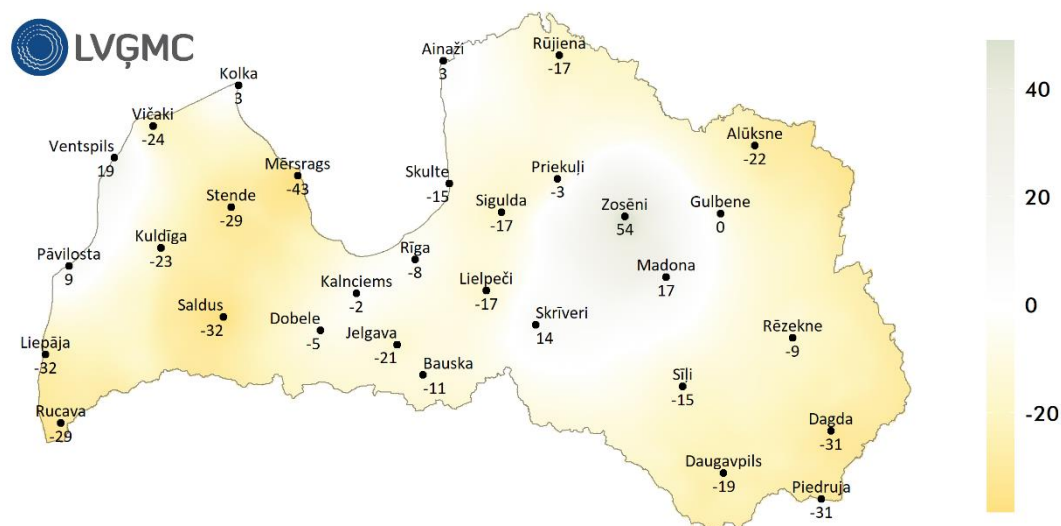 LVĢMC
Ainaži
3
Rūjiena
-17
Kolka
3
Vičaki
-24
Ventspils
19
Mērsrags
-43
Stende
-29
Skulte
-15
Priekuļi
-3
Alūksne
-22
Sigulda
-17
Zosēni
54
Gulbene
0
Kuldīga
-23
Pāvilosta
9
Rīga
-8
Madona
17
Kalnciems
-2
Lielpeči
-17
Saldus
-32
Dobele
-5
Jelgava
-21
Skrīveri
14
Rēzekne
-9
Liepāja
-32
Bauska
-11
Sīļi
-15
Rucava
-29
Dagda
-31
Daugavpils
-19
Piedruja
-31
40
20
0
-20